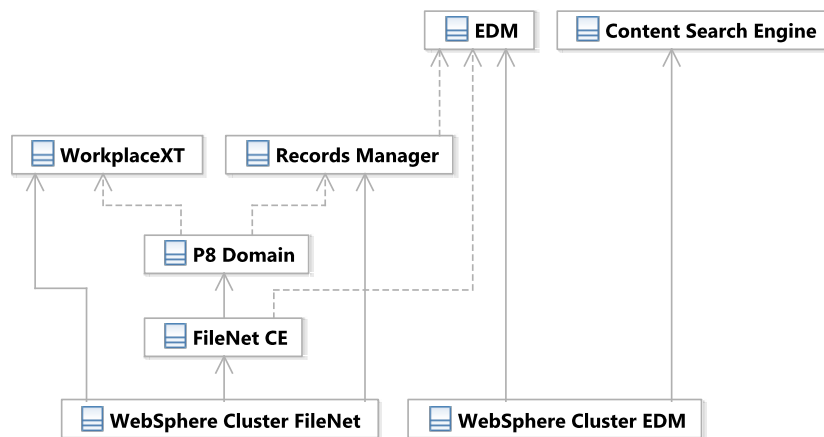 EDM
Content Search Engine
WorkplaceXT
Records Manager
P8 Domain
FileNet CE
WebSphere Cluster FileNet
WebSphere Cluster EDM